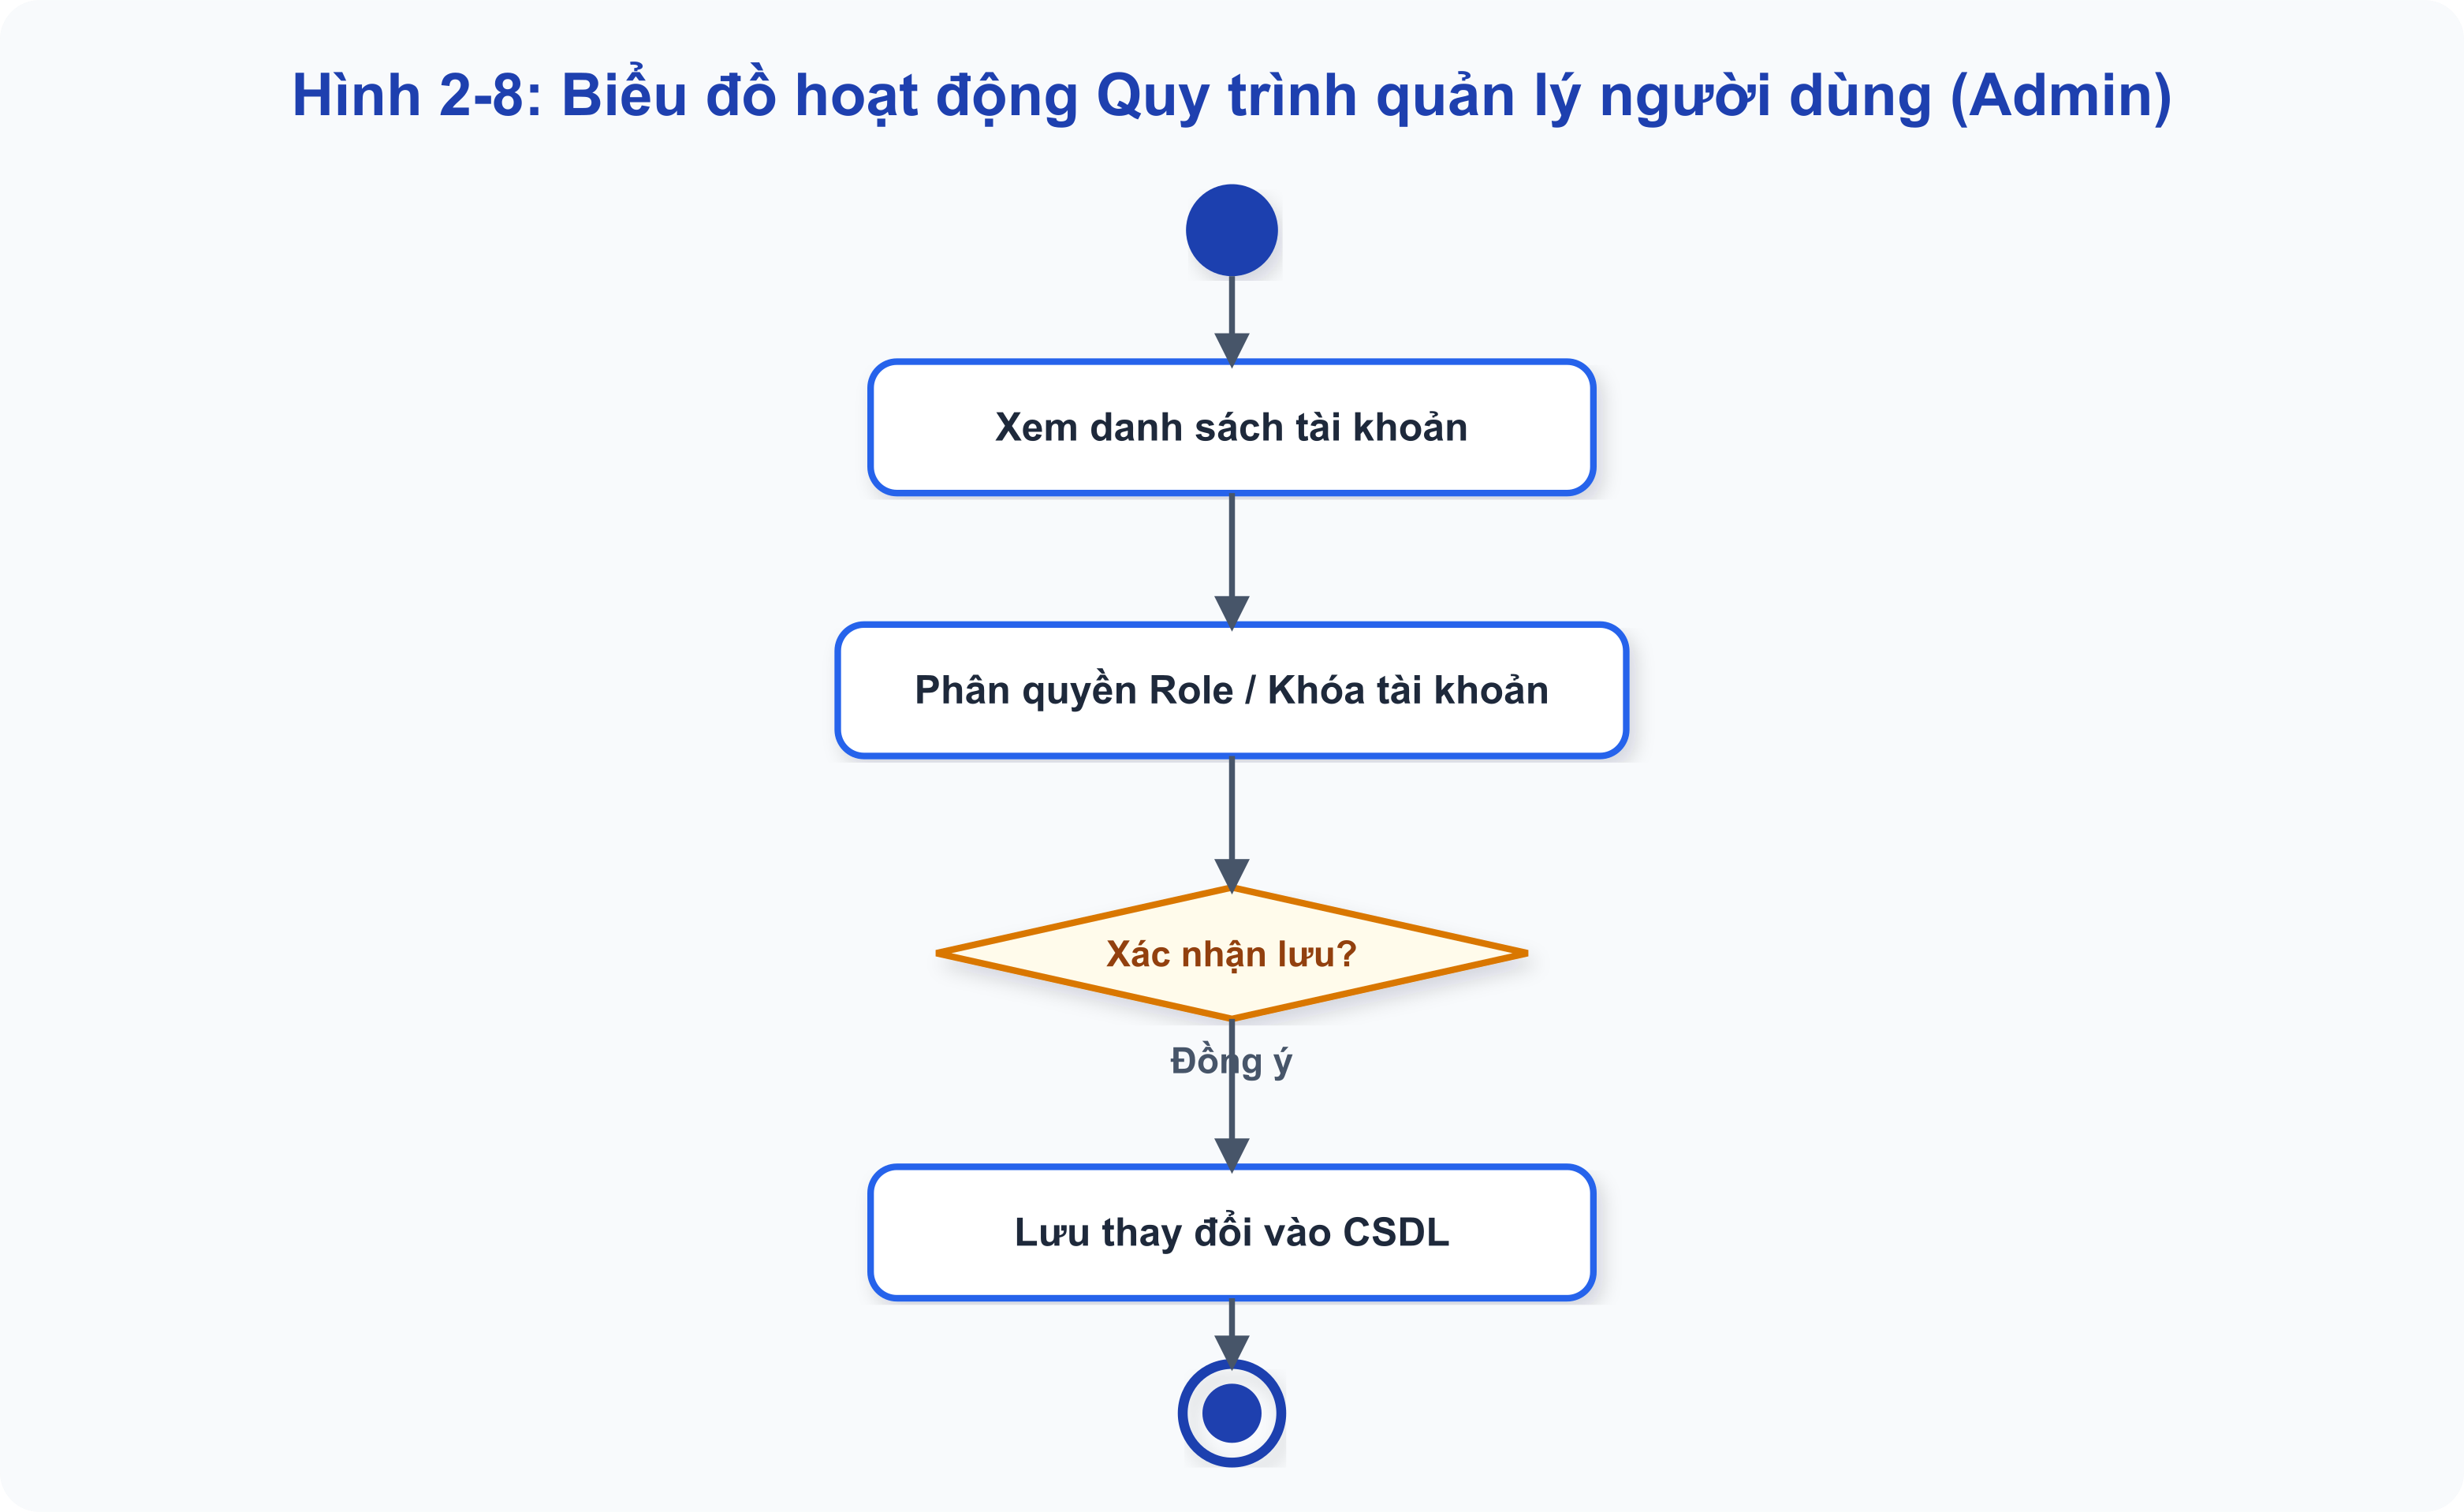 Hình 2-8: Biểu đồ hoạt động Quy trình quản lý người dùng (Admin)
Xem danh sách tài khoản
Phân quyền Role / Khóa tài khoản
Xác nhận lưu?
Đồng ý
Lưu thay đổi vào CSDL